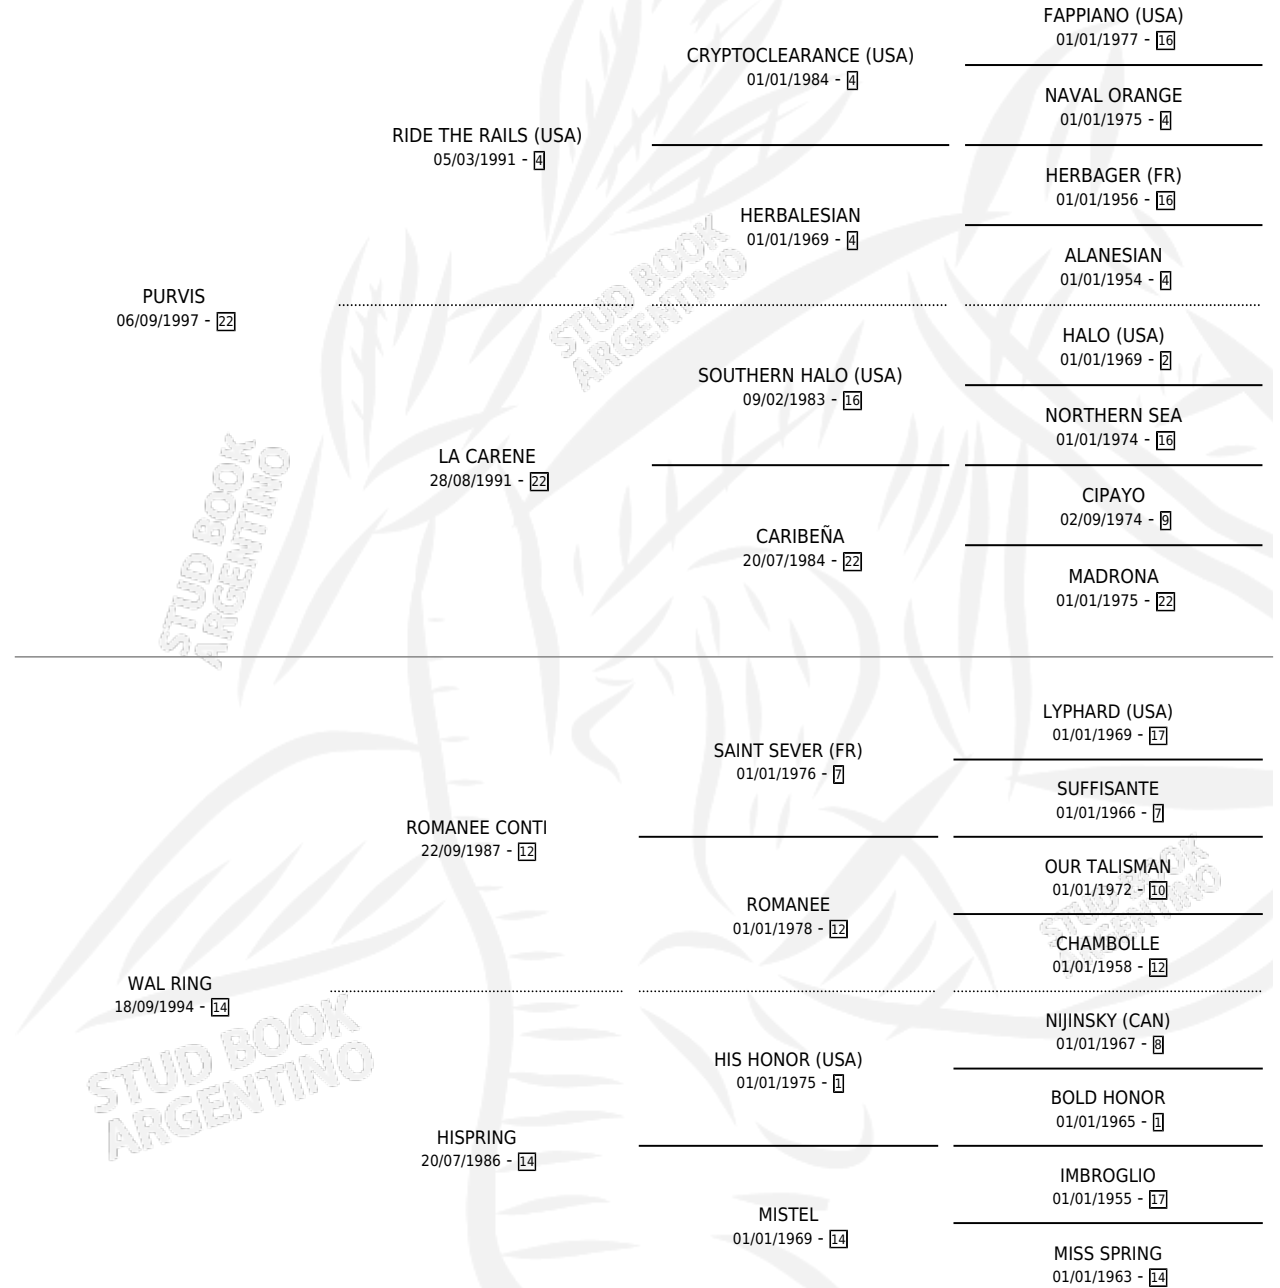 FAPPIANO (USA)
01/01/1977 - 16
CRYPTOCLEARANCE (USA)
01/01/1984 - 4
NAVAL ORANGE
01/01/1975 - 4
RIDE THE RAILS (USA)
05/03/1991 - 4
HERBAGER (FR)
01/01/1956 - 16
HERBALESIAN
01/01/1969 - 4
ALANESIAN
01/01/1954 - 4
STUD BOOK
ARGENTINO
PURVIS
06/09/1997 - 22
HALO (USA)
01/01/1969 - 2
SOUTHERN HALO (USA)
09/02/1983 - 16
NORTHERN SEA
01/01/1974 - 16
LA CARENE
28/08/1991 - 22
CIPAYO
02/09/1974 - 9
CARIBEÑA
20/07/1984 - 22
MADRONA
01/01/1975 - 22
STUD BOOK
ARGENTINO
LYPHARD (USA)
01/01/1969 - 17
SAINT SEVER (FR)
01/01/1976 - 7
SUFFISANTE
01/01/1966 - 7
ROMANEE CONTI
22/09/1987 - 12
OUR TALISMAN
01/01/1972 - 10
ROMANEE
01/01/1978 - 12
CHAMBOLLE
01/01/1958 - 12
STUD BOOK
ARGENTINO
WAL RING
18/09/1994 - 14
NIJINSKY (CAN)
01/01/1967 - 8
HIS HONOR (USA)
01/01/1975 - 1
BOLD HONOR
01/01/1965 - 1
STUD BOOK
ARGENTINO
HISPRING
20/07/1986 - 14
IMBROGLIO
01/01/1955 - 17
MISTEL
01/01/1969 - 14
MISS SPRING
01/01/1963 - 14